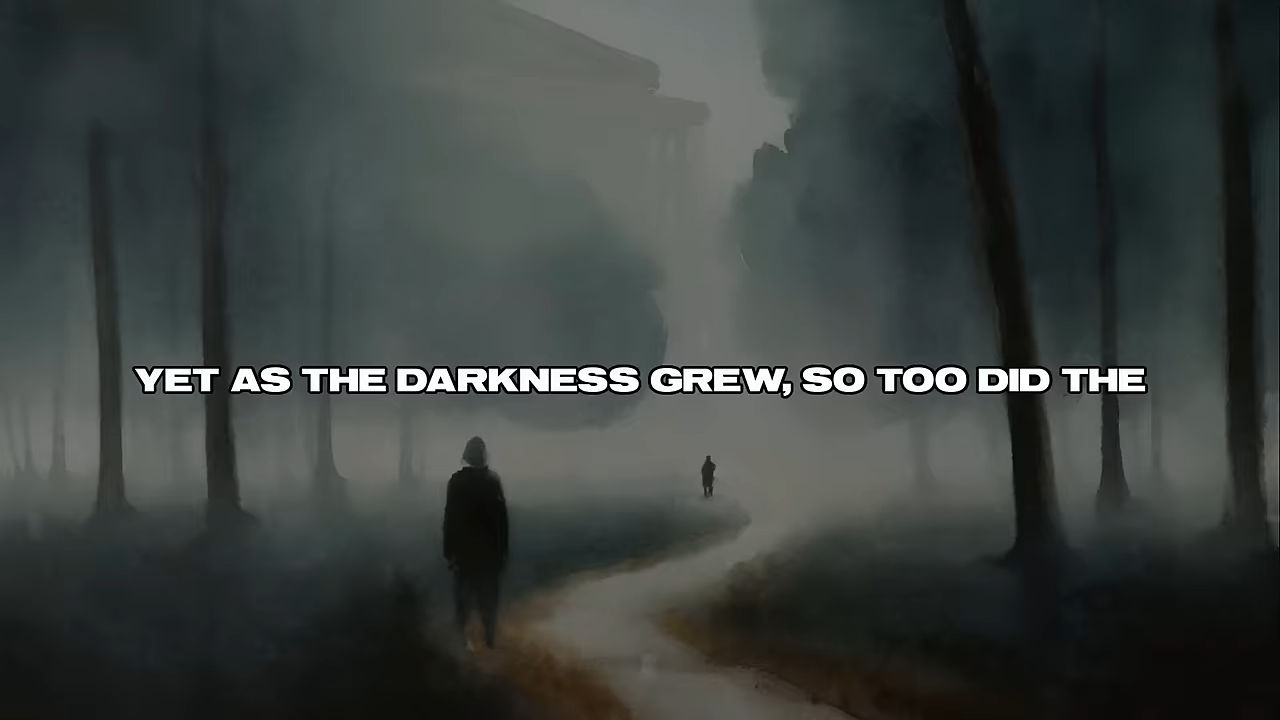 YET AS THE DARKNESS GREW, SO TOO DID THE